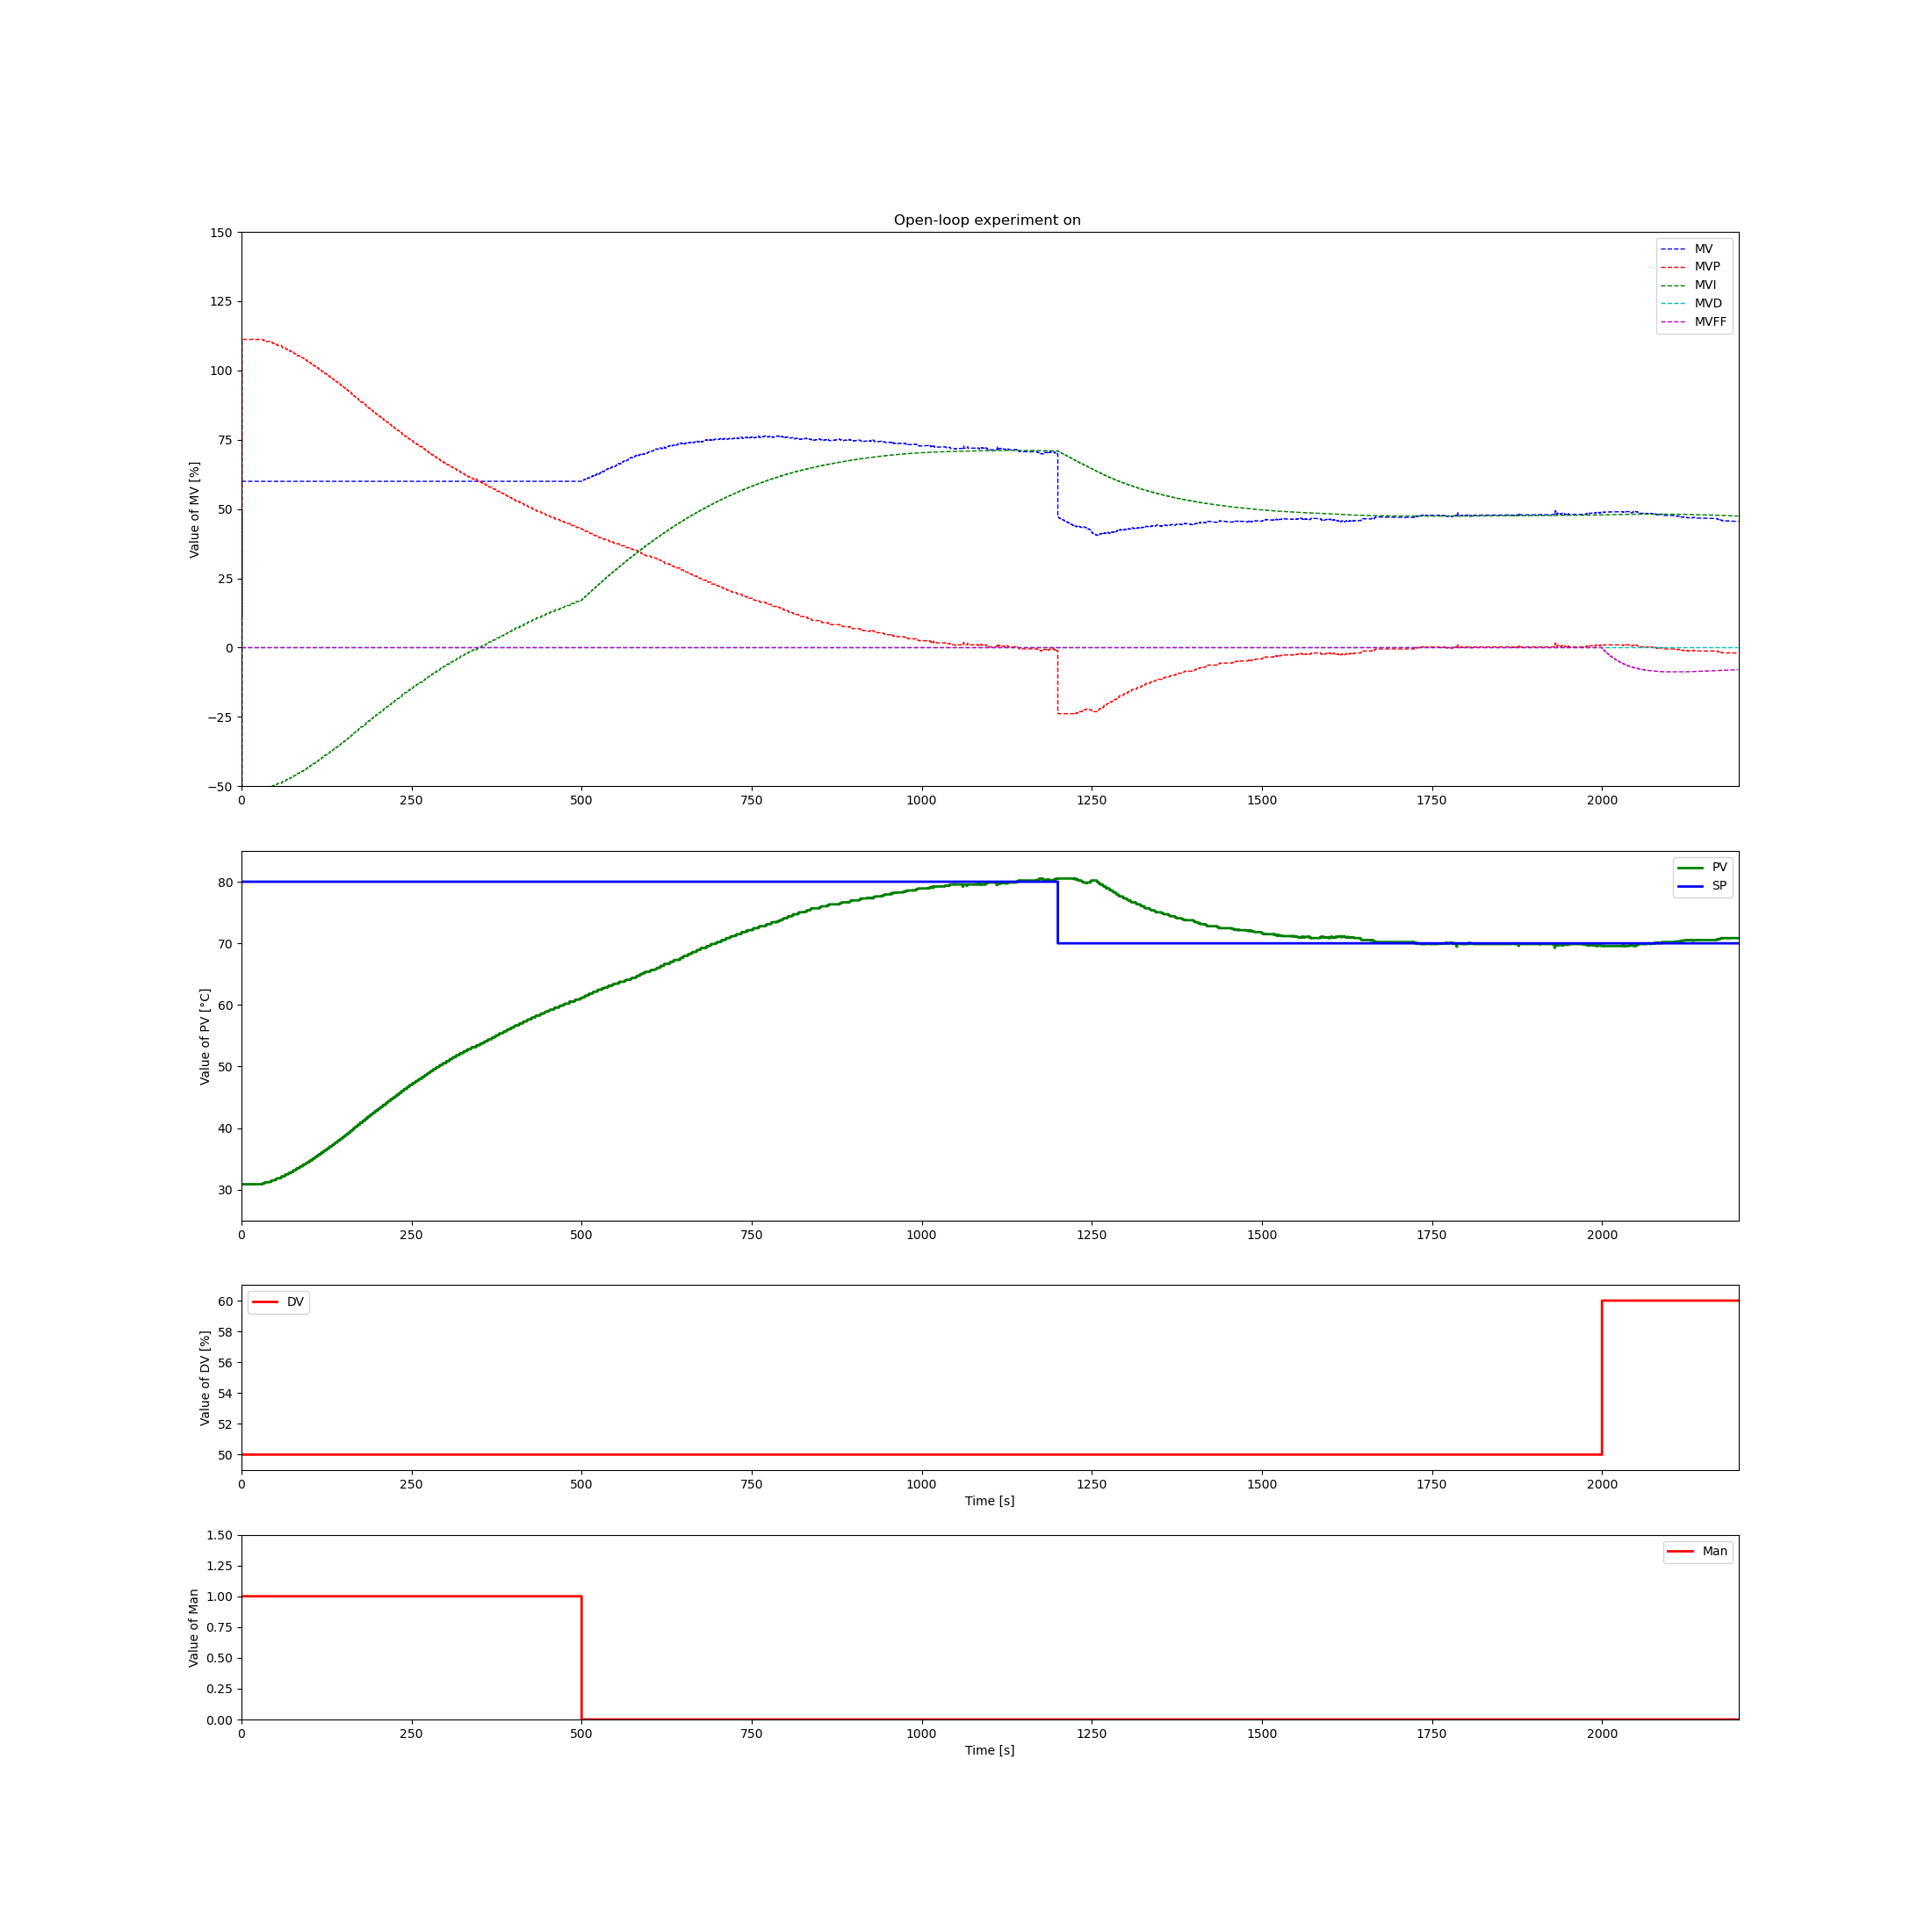 Open-loop experiment on
Value of MV [%]
150
125
100
75
50
25
0
−25
−50
0 250 500 750 1000 1250 1500 1750 2000
MV
MVP
MVI
MVD
MVFF
Value of PV [°C]
80
70
60
50
40
30
0 250 500 750 1000 1250 1500 1750 2000
PV
SP
Value of DV [%]
60
58
56
54
52
50
0 250 500 750 1000 1250 1500 1750 2000
DV
Time [s]
Value of Man
1.50
1.25
1.00
0.75
0.50
0.25
0.00
0 250 500 750 1000 1250 1500 1750 2000
Man
Time [s]